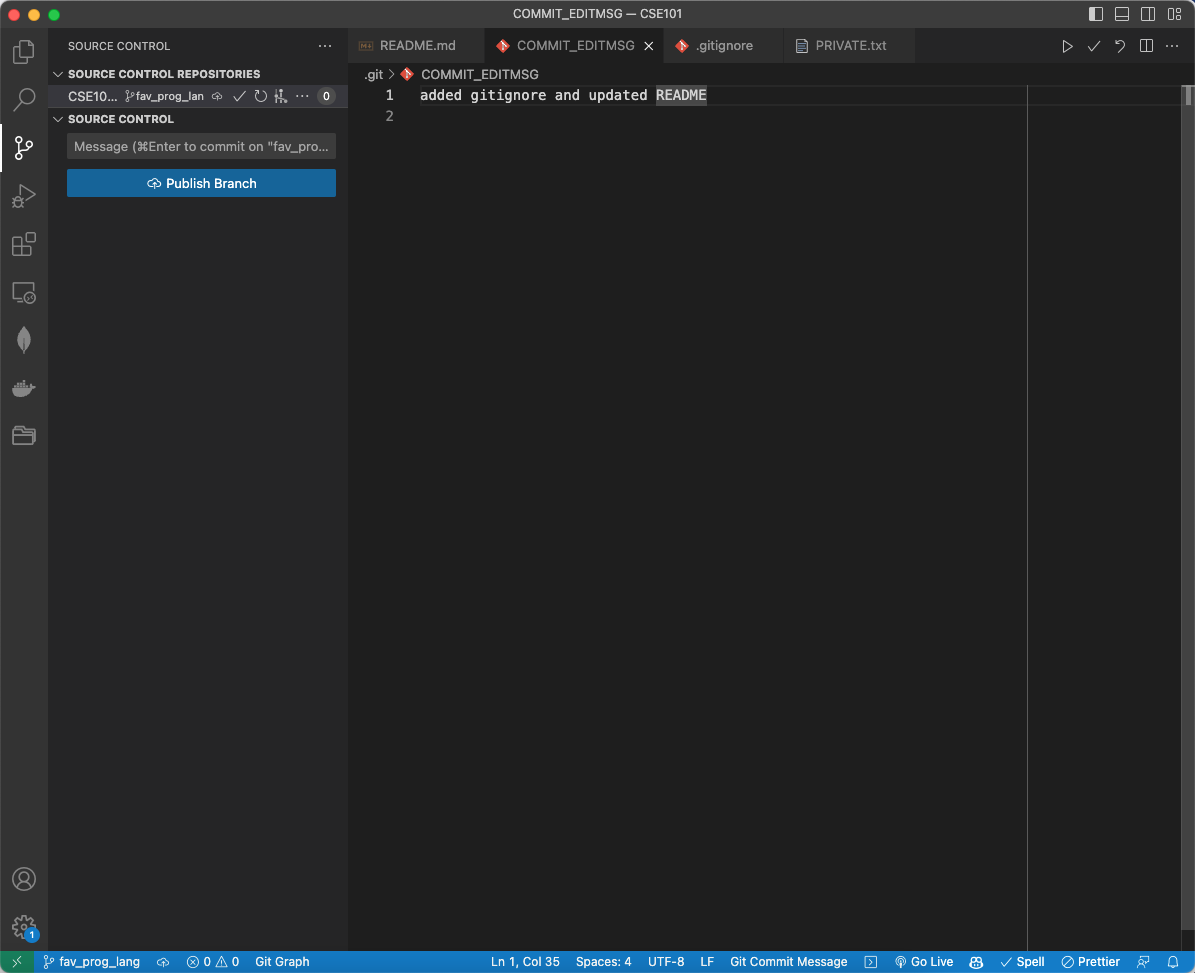 COMMIT_EDITMSG — CSE101
SOURCE CONTROL
README.md
COMMIT_EDITMSG
.gitignore
PRIVATE.txt
SOURCE CONTROL REPOSITORIES
CSE10... fav_prog_lan 0
SOURCE CONTROL
Message (⌘Enter to commit on "fav_pro...
Publish Branch
.git > COMMIT_EDITMSG
1 added gitignore and updated README
2
1
fav_prog_lang 0 0 Git Graph Ln 1, Col 35 Spaces: 4 UTF-8 LF Git Commit Message Go Live Spell Prettier